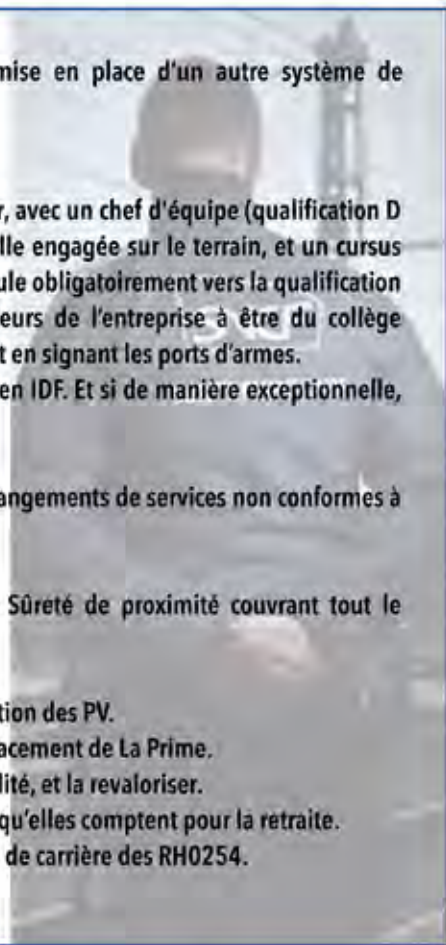 mise en place d'un autre système de
r, avec un chef d'équipe (qualification D
lle engagée sur le terrain, et un cursus
ule obligatoirement vers la qualification
eurs de l'entreprise à être du collège
t en signant les ports d'armes.
en IDF. Et si de manière exceptionnelle,
angements de services non conformes à
Sûreté de proximité couvrant tout le
tion des PV.
acement de La Prime.
lité, et la revaloriser.
qu'elles comptent pour la retraite.
de carrière des RH0254.